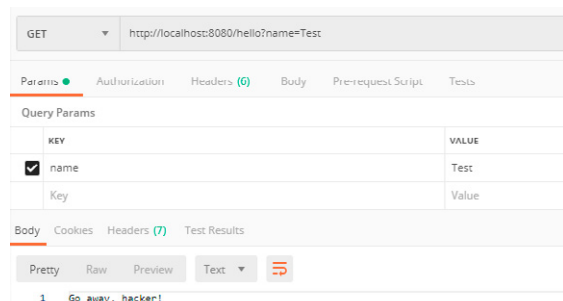 GET http://localhost:8080/hello?name=Test
Params Authorization Headers (6) Body Pre-request Script Tests
Query Params
KEY VALUE
name Test
Key Value
Body Cookies Headers (7) Test Results
Pretty Raw Preview Text
1 Go away, hacker!